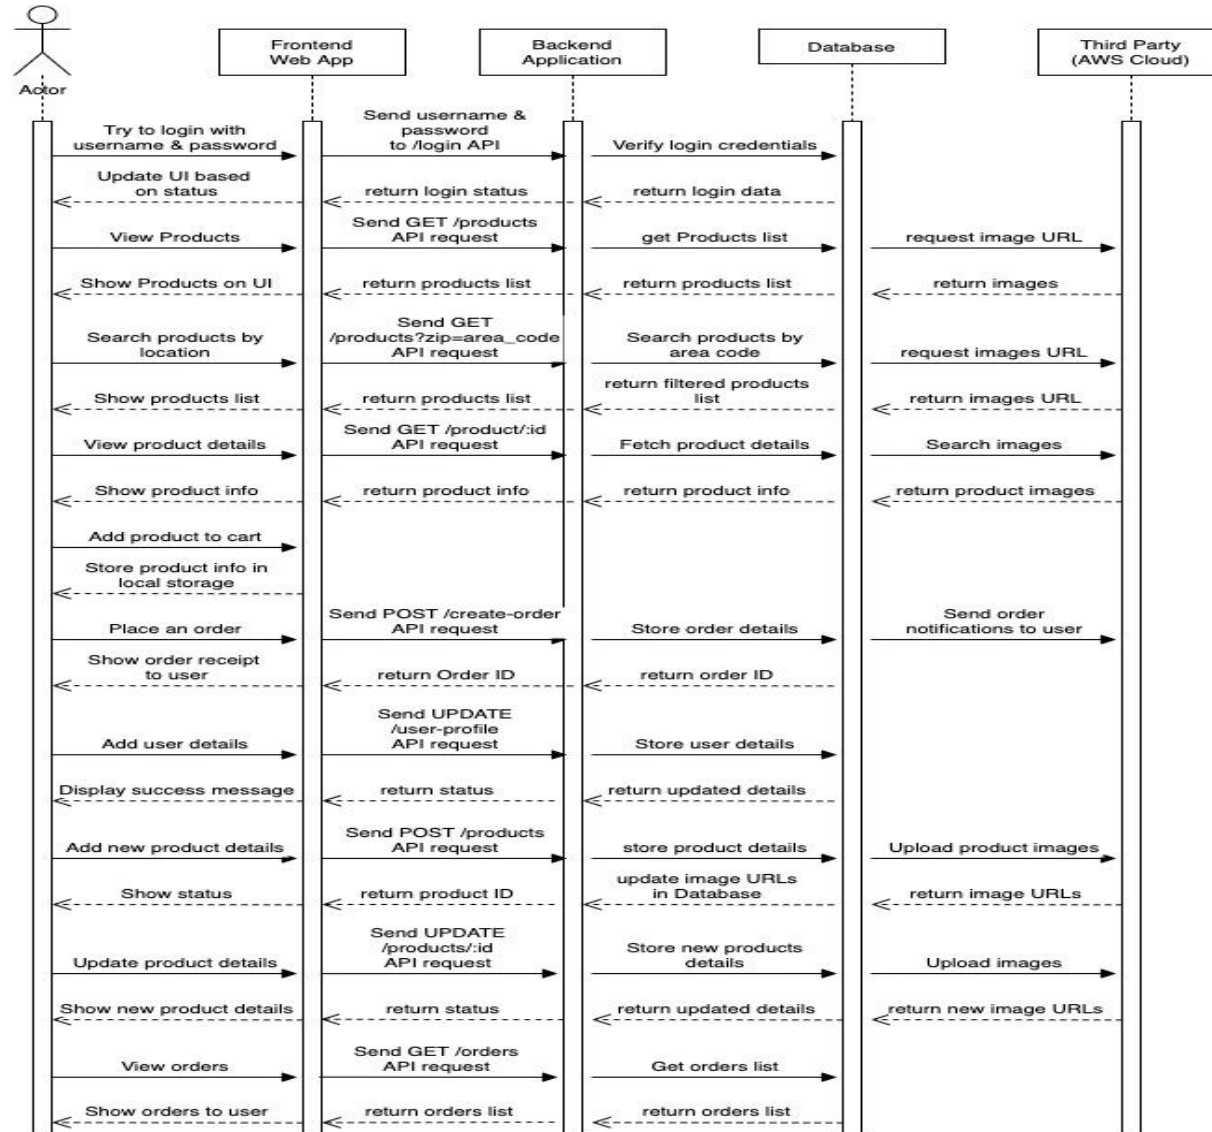 Actor
Frontend
Web App
Backend
Application
Database
Third Party
(AWS Cloud)
Try to login with
username & password
Send username &
password
to /login API
Verify login credentials
Update UI based
on status
return login status
return login data
View Products
Send GET /products
API request
get Products list
request image URL
Show Products on UI
return products list
return products list
return images
Search products by
location
Send GET
/products?zip=area_code
API request
Search products by
area code
request images URL
Show products list
return products list
return filtered products
list
return images URL
View product details
Send GET /product/:id
API request
Fetch product details
Search images
Show product info
return product info
return product info
return product images
Add product to cart
Store product info in
local storage
Place an order
Send POST /create-order
API request
Store order details
Send order
notifications to user
Show order receipt
to user
return Order ID
return order ID
Add user details
Send UPDATE
/user-profile
API request
Store user details
Display success message
return status
return updated details
Add new product details
Send POST /products
API request
store product details
Upload product images
Show status
return product ID
update image URLs
in Database
return image URLs
Update product details
Send UPDATE
/products/:id
API request
Store new products
details
Upload images
Show new product details
return status
return updated details
return new image URLs
View orders
Send GET /orders
API request
Get orders list
Show orders to user
return orders list
return orders list